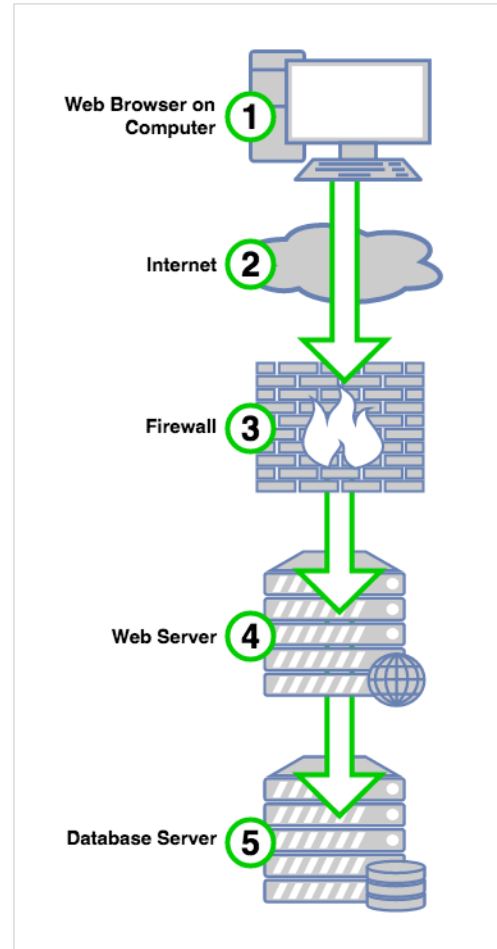 Web Browser on
Computer
1
Internet
2
Firewall
3
Web Server
4
Database Server
5